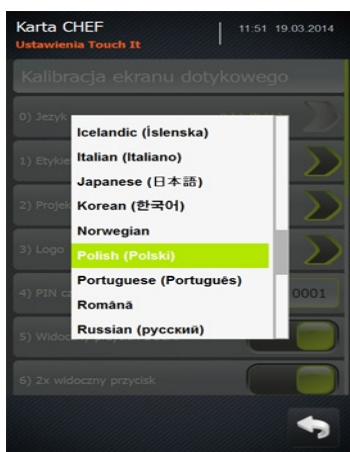 Karta CHEF
11:51 19.03.2014
Ustawienia Touch It
Kalibracja ekranu dotykowego
0) Jezyk
Icelandic (İslenska)
1) Etykie
Italian (Italiano)
Japanese (日本語)
2) Projek
Korean (한국어)
Norwegian
3) Logo
Polish (Polski)
Portuguese (Português)
4) PIN
0001
Română
Russian (русский)
5) Widoc
6) 2x widoczny przycisk